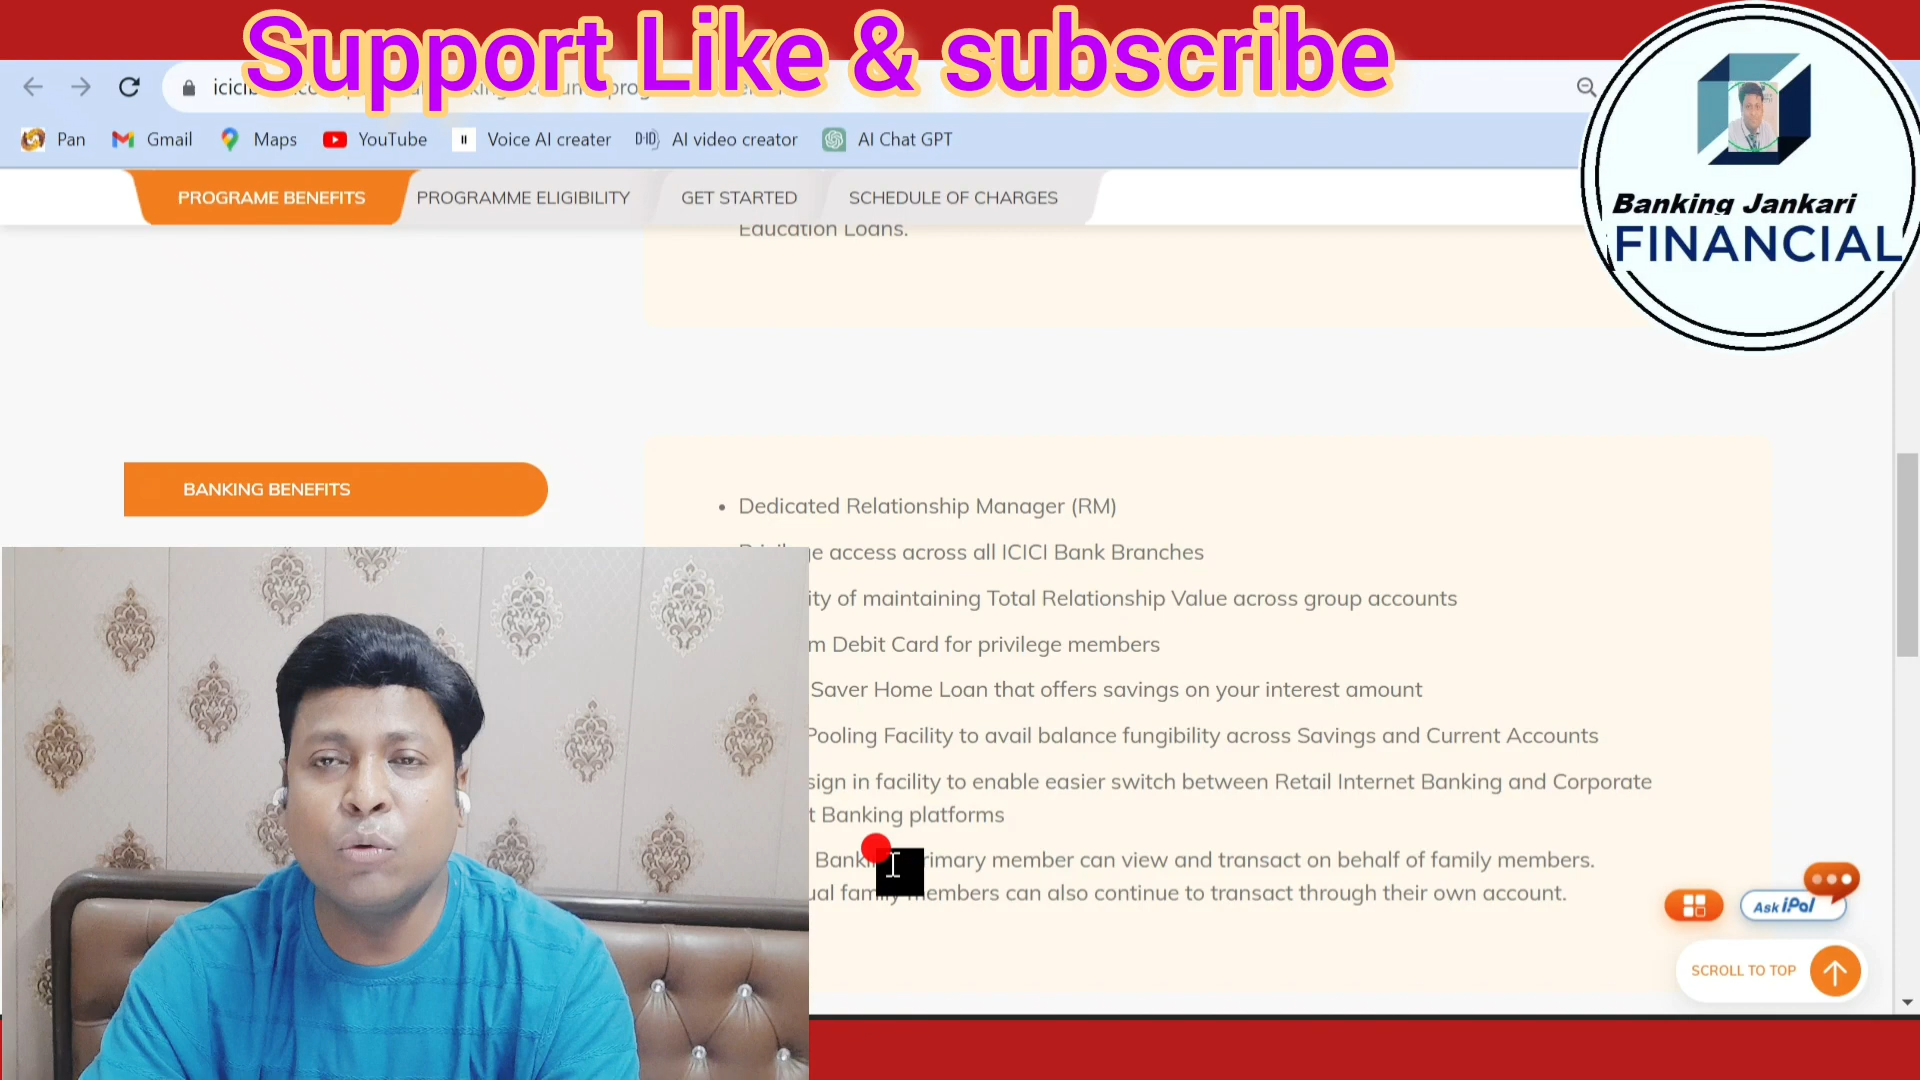 Support Like & subscribe
Pan Gmail Maps YouTube Voice AI creater D-ID AI video creator AI Chat GPT
Banking Jankari
FINANCIAL
PROGRAME BENEFITS PROGRAMME ELIGIBILITY GET STARTED SCHEDULE OF CHARGES
Education Loans.
BANKING BENEFITS
• Dedicated Relationship Manager (RM)
access across all ICICI Bank Branches
of maintaining Total Relationship Value across group accounts
Debit Card for privilege members
Saver Home Loan that offers savings on your interest amount
Pooling Facility to avail balance fungibility across Savings and Current Accounts
sign in facility to enable easier switch between Retail Internet Banking and Corporate
Banking platforms
member can view and transact on behalf of family members.
members can also continue to transact through their own account.
Ask iPal
SCROLL TO TOP